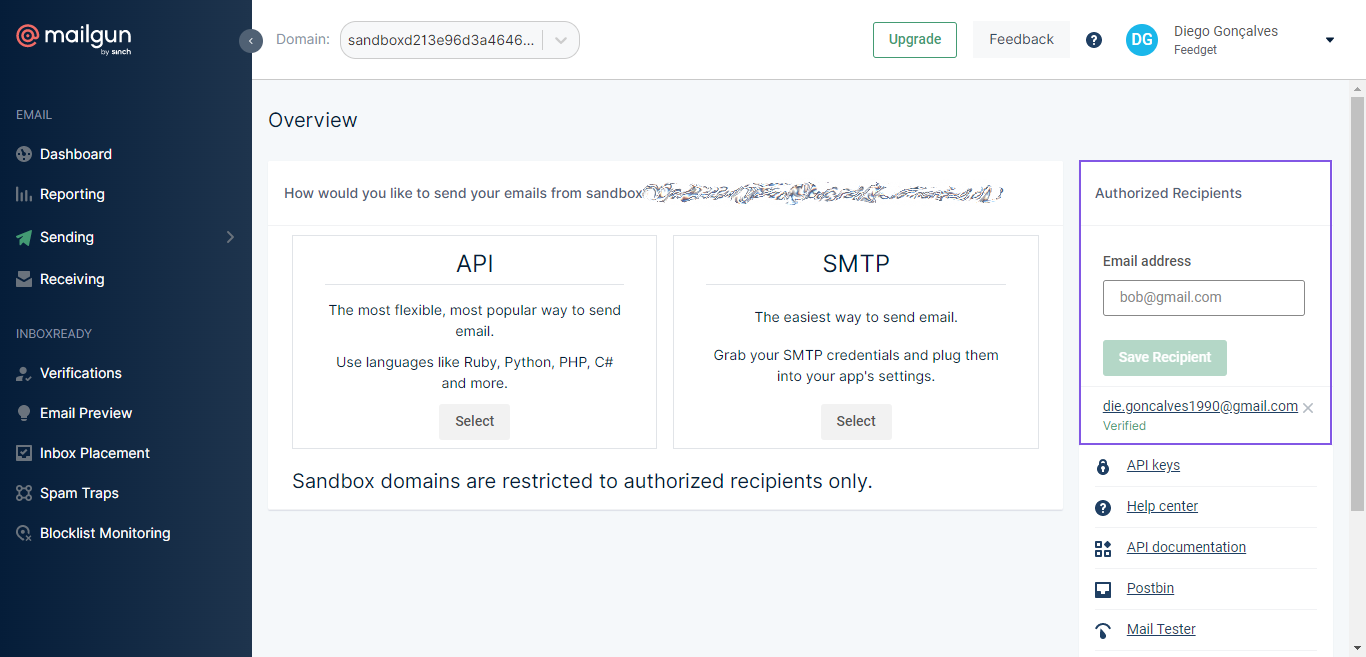 mailgun
by sinch
Domain:
sandboxd213e96d3a4646...
Upgrade
Feedback
?
DG
Diego Gonçalves
Feedget
EMAIL
Dashboard
Reporting
Sending
Receiving
INBOXREADY
Verifications
Email Preview
Inbox Placement
Spam Traps
Blocklist Monitoring
Overview
How would you like to send your emails from sandbox
API
The most flexible, most popular way to send
email.
Use languages like Ruby, Python, PHP, C#
and more.
Select
SMTP
The easiest way to send email.
Grab your SMTP credentials and plug them
into your app's settings.
Select
Sandbox domains are restricted to authorized recipients only.
Authorized Recipients
Email address
bob@gmail.com
Save Recipient
die.goncalves1990@gmail.com
Verified
API keys
?
Help center
API documentation
Postbin
Mail Tester